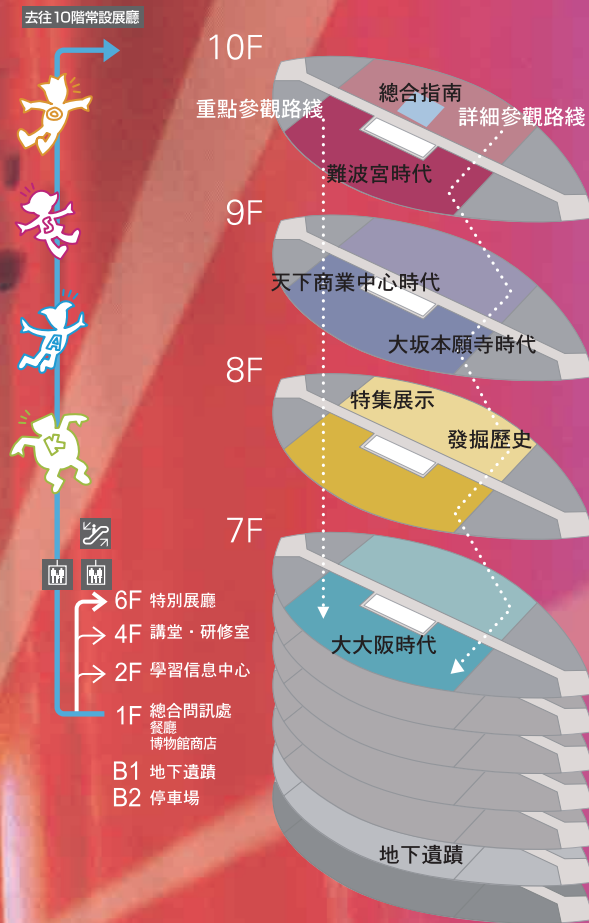 去往10階常設展廳
10F
總合指南
重點參觀路綫
詳細參觀路綫
難波宮時代
9F
天下商業中心時代
大坂本願寺時代
8F
特集展示
發掘歷史
7F
大大阪時代
O
S
A
K
6F 特別展廳
4F 講堂・研修室
2F 學習信息中心
1F 總合問訊處
餐廳
博物館商店
B1 地下遺蹟
B2 停車場
地下遺蹟